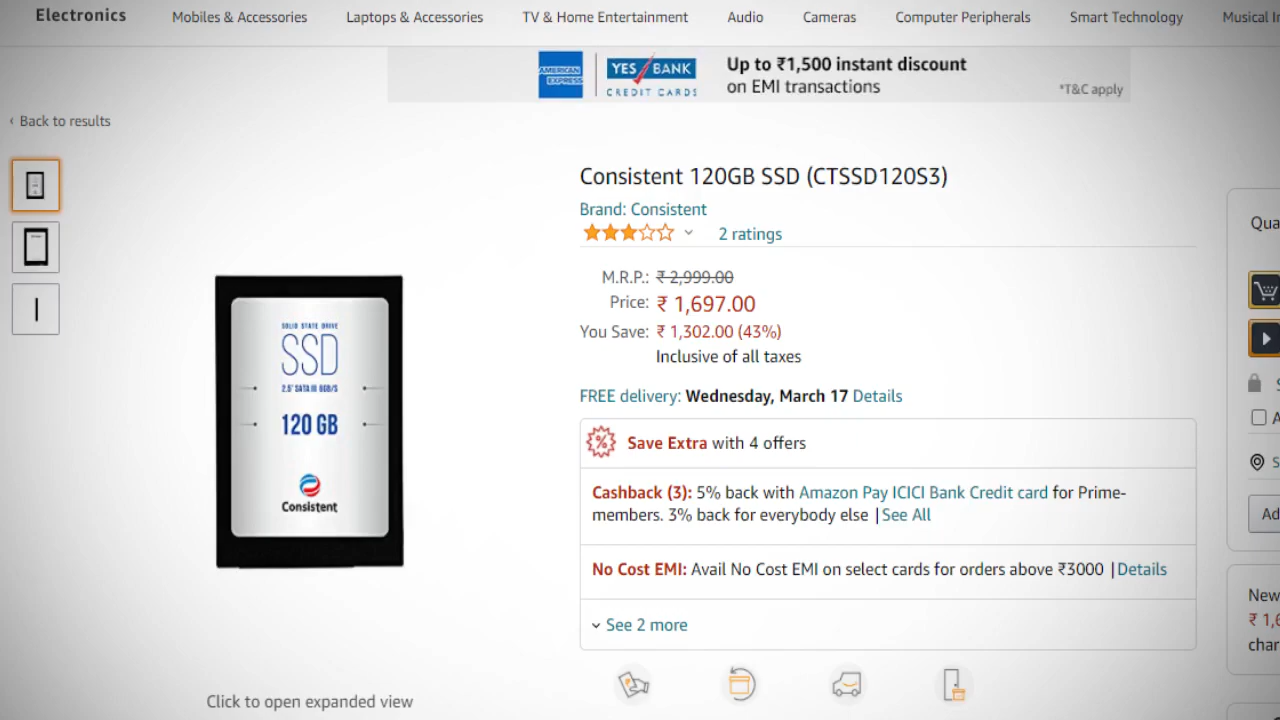 Electronics Mobiles & Accessories Laptops & Accessories TV & Home Entertainment Audio Cameras Computer Peripherals Smart Technology Musical
AMERICAN EXPRESS
YES BANK
CREDIT CARDS
Up to ₹1,500 instant discount
on EMI transactions
*T&C apply
‹ Back to results
Consistent 120GB SSD (CTSSD120S3)
Brand: Consistent
2 ratings
M.R.P.: ₹ 2,999.00
Price: ₹ 1,697.00
You Save: ₹ 1,302.00 (43%)
Inclusive of all taxes
FREE delivery: Wednesday, March 17 Details
Save Extra with 4 offers
Cashback (3): 5% back with Amazon Pay ICICI Bank Credit card for Prime-
members. 3% back for everybody else | See All
No Cost EMI: Avail No Cost EMI on select cards for orders above ₹3000 | Details
See 2 more
SOLID STATE DRIVE
SSD
2.5" SATA III 6GB/S
120 GB
Consistent
Click to open expanded view
Qua
Ad
New
₹ 1,6
char